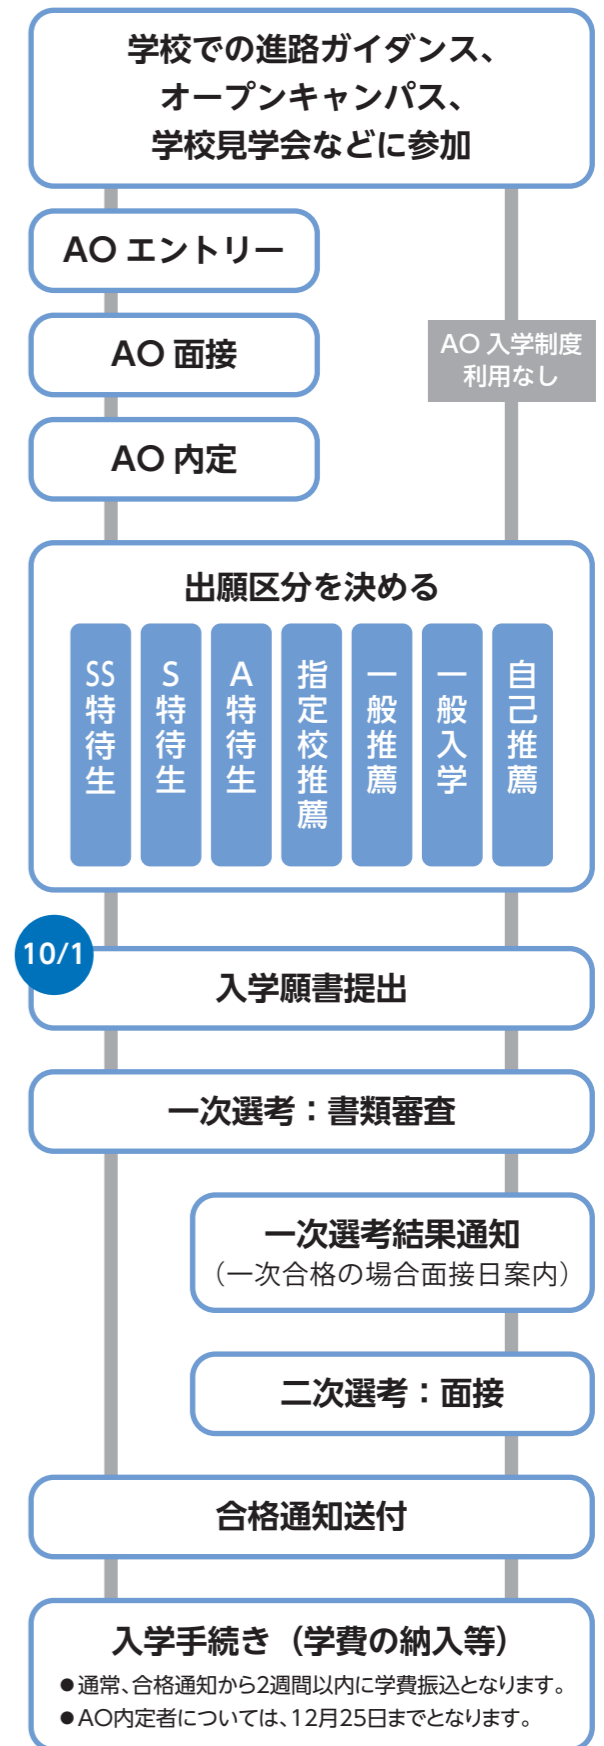 学校での進路ガイダンス、
オープンキャンパス、
学校見学会などに参加
AO エントリー
AO 面接
AO 内定
AO 入学制度
利用なし
出願区分を決める
SS特待生
S特待生
A特待生
指定校推薦
一般推薦
一般入学
自己推薦
10/1
入学願書提出
一次選考：書類審査
一次選考結果通知
（一次合格の場合面接日案内）
二次選考：面接
合格通知送付
入学手続き（学費の納入等）
●通常、合格通知から2週間以内に学費振込となります。
●AO内定者については、12月25日までとなります。